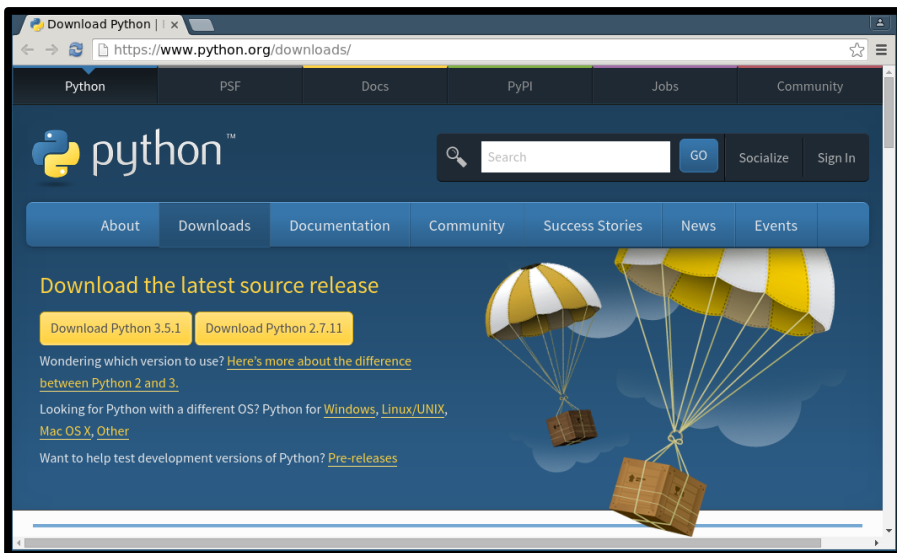 Download Python |
https://www.python.org/downloads/
Python PSF Docs PyPI Jobs Community
python™
Search GO Socialize Sign In
About Downloads Documentation Community Success Stories News Events
Download the latest source release
Download Python 3.5.1 Download Python 2.7.11
Wondering which version to use? Here's more about the difference
between Python 2 and 3.
Looking for Python with a different OS? Python for Windows, Linux/UNIX,
Mac OS X, Other
Want to help test development versions of Python? Pre-releases